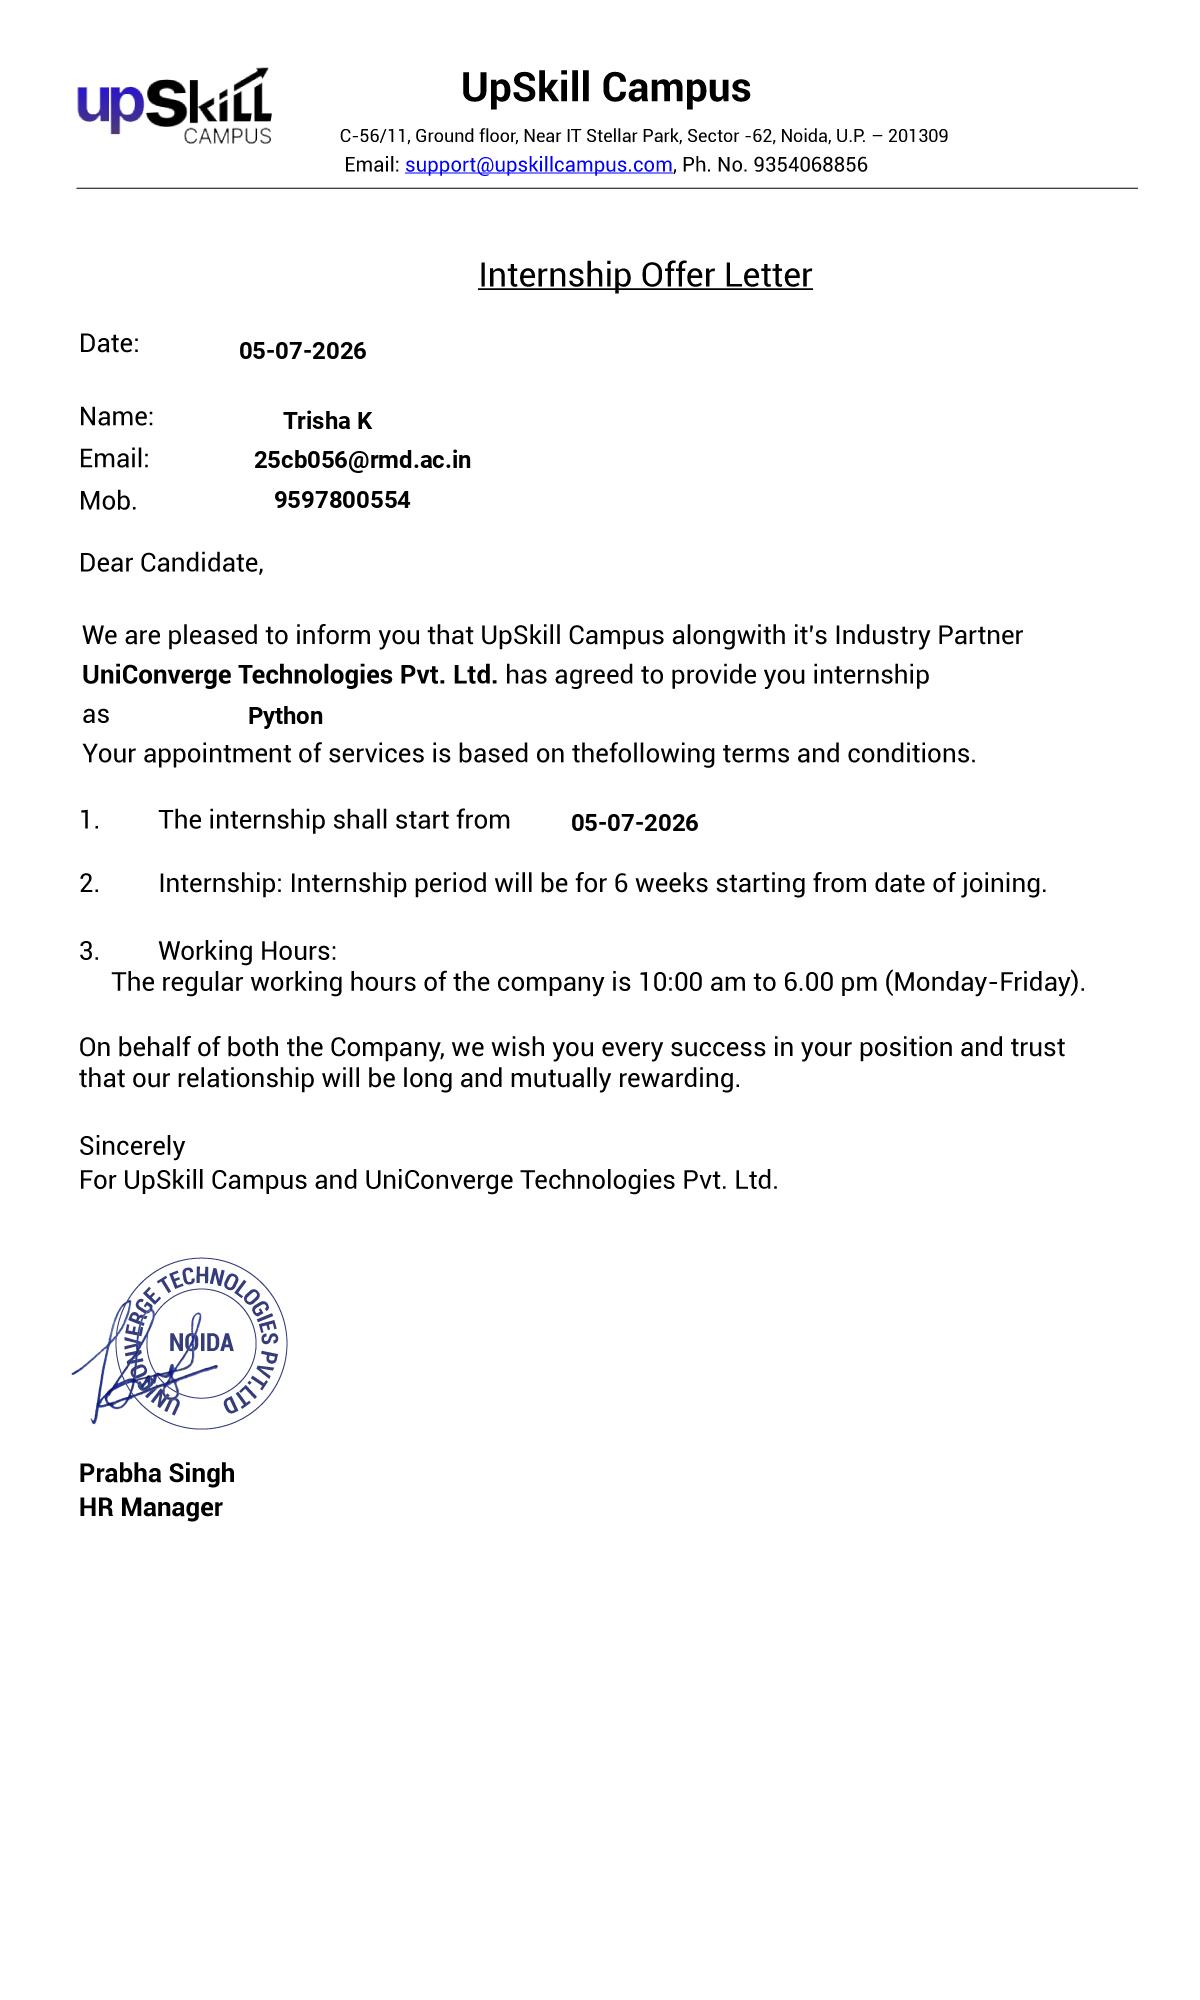 upSkill
CAMPUS
UpSkill Campus
C-56/11, Ground floor, Near IT Stellar Park, Sector -62, Noida, U.P. – 201309
Email: support@upskillcampus.com, Ph. No. 9354068856
Internship Offer Letter
Date: 05-07-2026
Name: Trisha K
Email: 25cb056@rmd.ac.in
Mob. 9597800554
Dear Candidate,
We are pleased to inform you that UpSkill Campus alongwith it's Industry Partner
UniConverge Technologies Pvt. Ltd. has agreed to provide you internship
as Python
Your appointment of services is based on thefollowing terms and conditions.
1. The internship shall start from 05-07-2026
2. Internship: Internship period will be for 6 weeks starting from date of joining.
3. Working Hours:
The regular working hours of the company is 10:00 am to 6.00 pm (Monday-Friday).
On behalf of both the Company, we wish you every success in your position and trust
that our relationship will be long and mutually rewarding.
Sincerely
For UpSkill Campus and UniConverge Technologies Pvt. Ltd.
UNICONVERGE TECHNOLOGIES PVT.LTD
NOIDA
Prabha Singh
HR Manager